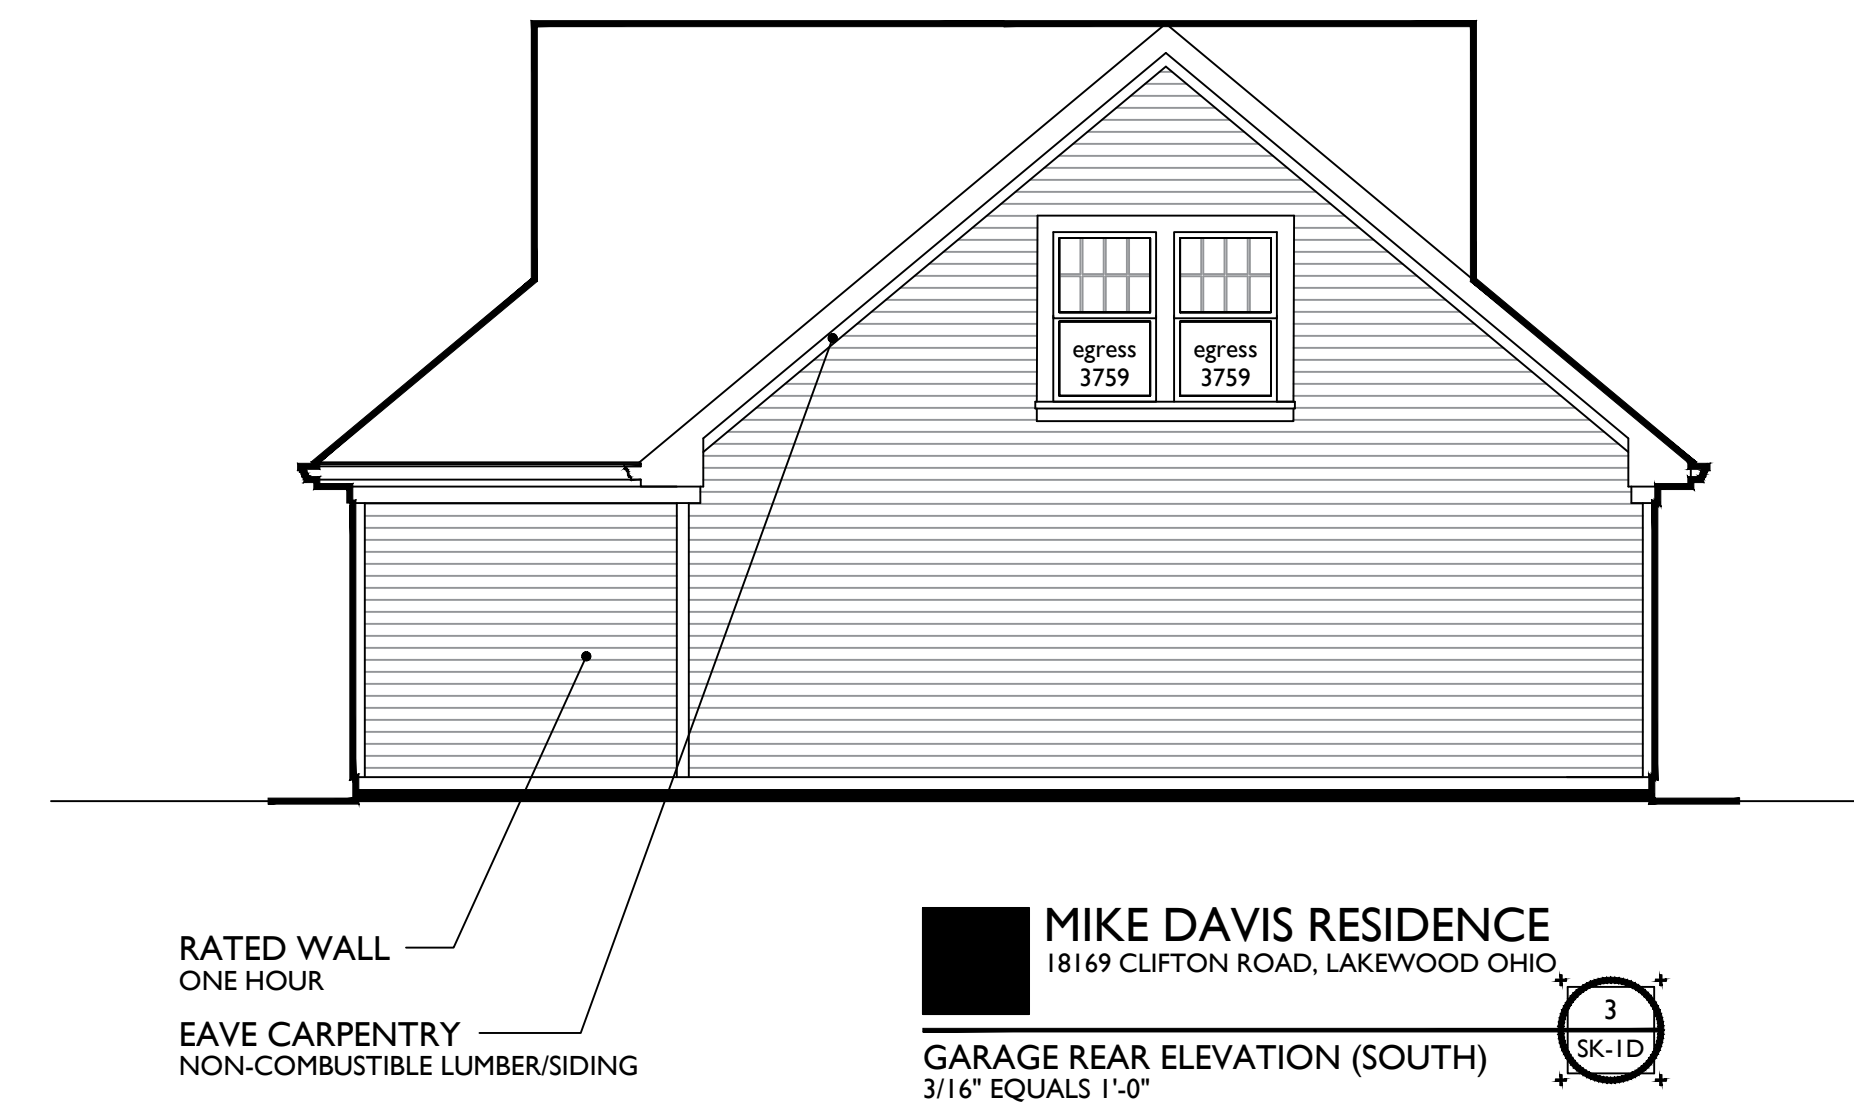 egress
3759
egress
3759
RATED WALL
ONE HOUR
EAVE CARPENTRY
NON-COMBUSTIBLE LUMBER/SIDING
MIKE DAVIS RESIDENCE
18169 CLIFTON ROAD, LAKEWOOD OHIO
3
SK-1D
GARAGE REAR ELEVATION (SOUTH)
3/16" EQUALS 1'-0"